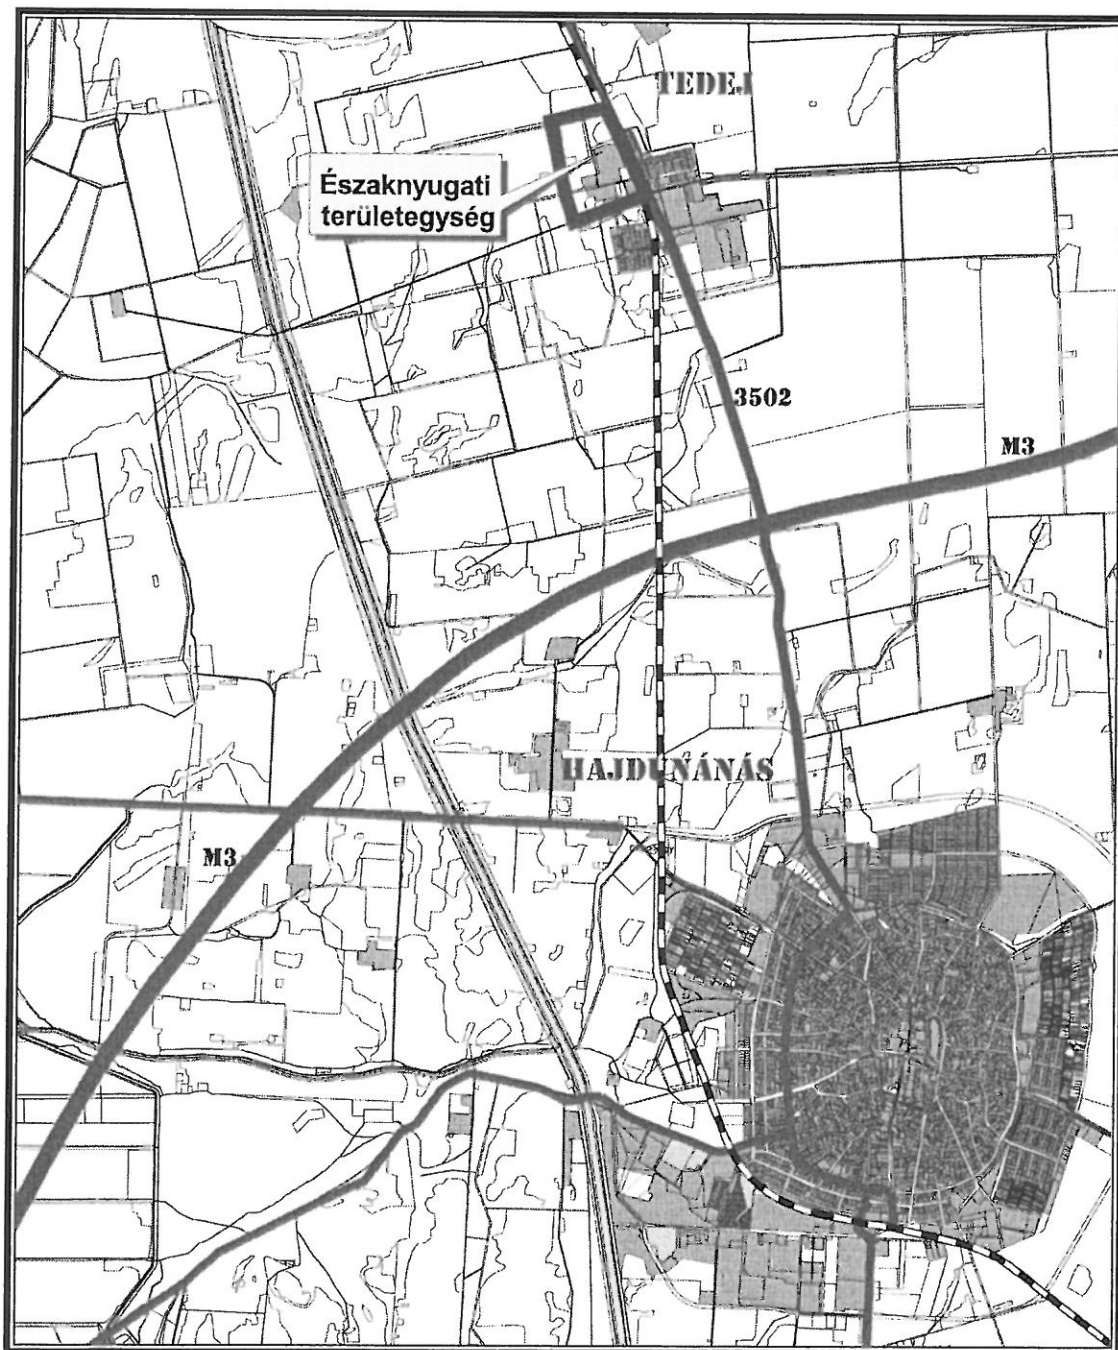 TEDEJ
Északnyugati
területegység
3502
M3
HAJDUNÁNÁS
M3